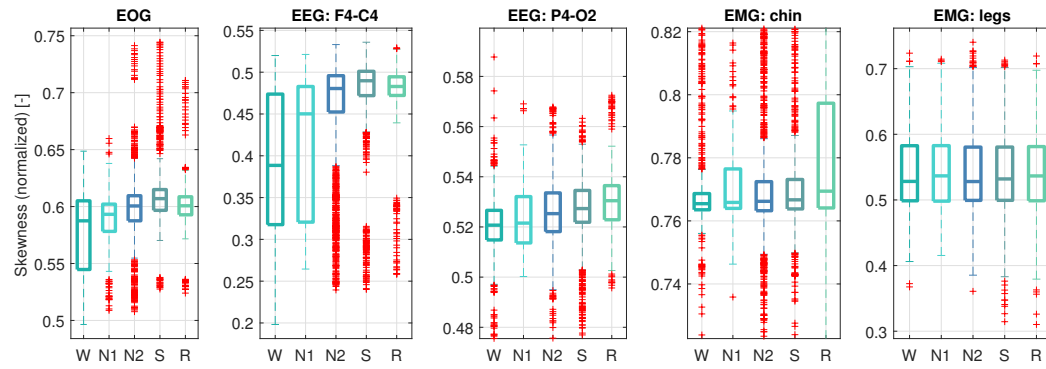 EOG
EEG: F4-C4
EEG: P4-O2
EMG: chin
EMG: legs
Skewness (normalized) [-]
0.75
0.7
0.65
0.6
0.55
0.5
W N1 N2 S R
0.55
0.5
0.45
0.4
0.35
0.3
0.25
0.2
W N1 N2 S R
0.58
0.56
0.54
0.52
0.5
0.48
W N1 N2 S R
0.82
0.8
0.78
0.76
0.74
W N1 N2 S R
0.7
0.6
0.5
0.4
0.3
W N1 N2 S R